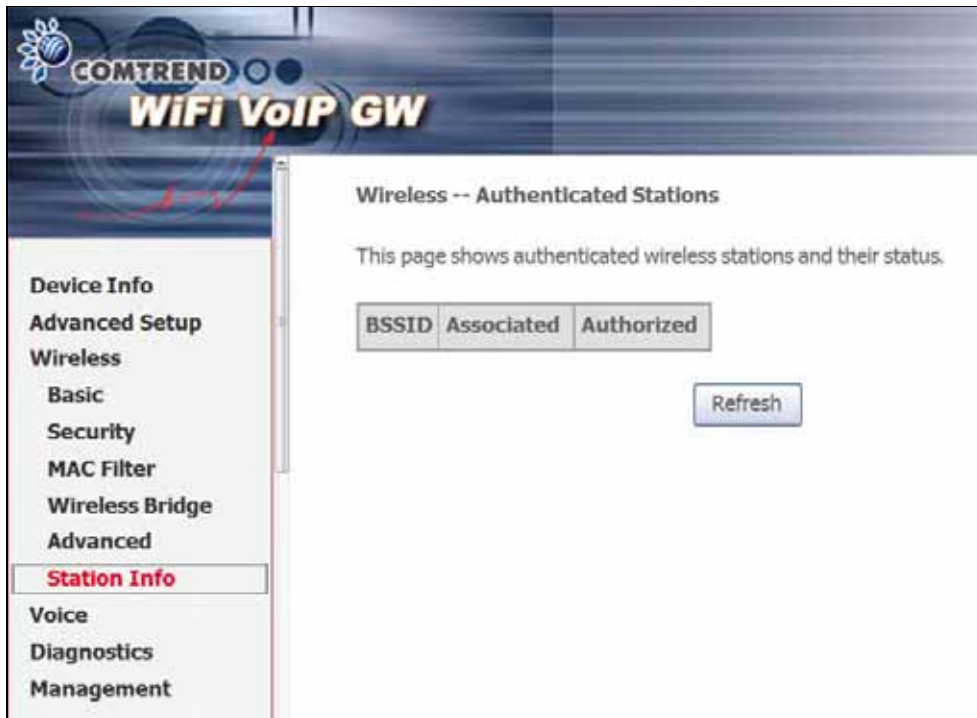 COMTREND
WiFi VoIP GW
Device Info
Advanced Setup
Wireless
Basic
Security
MAC Filter
Wireless Bridge
Advanced
Station Info
Voice
Diagnostics
Management
Wireless -- Authenticated Stations
This page shows authenticated wireless stations and their status.
BSSID Associated Authorized
Refresh